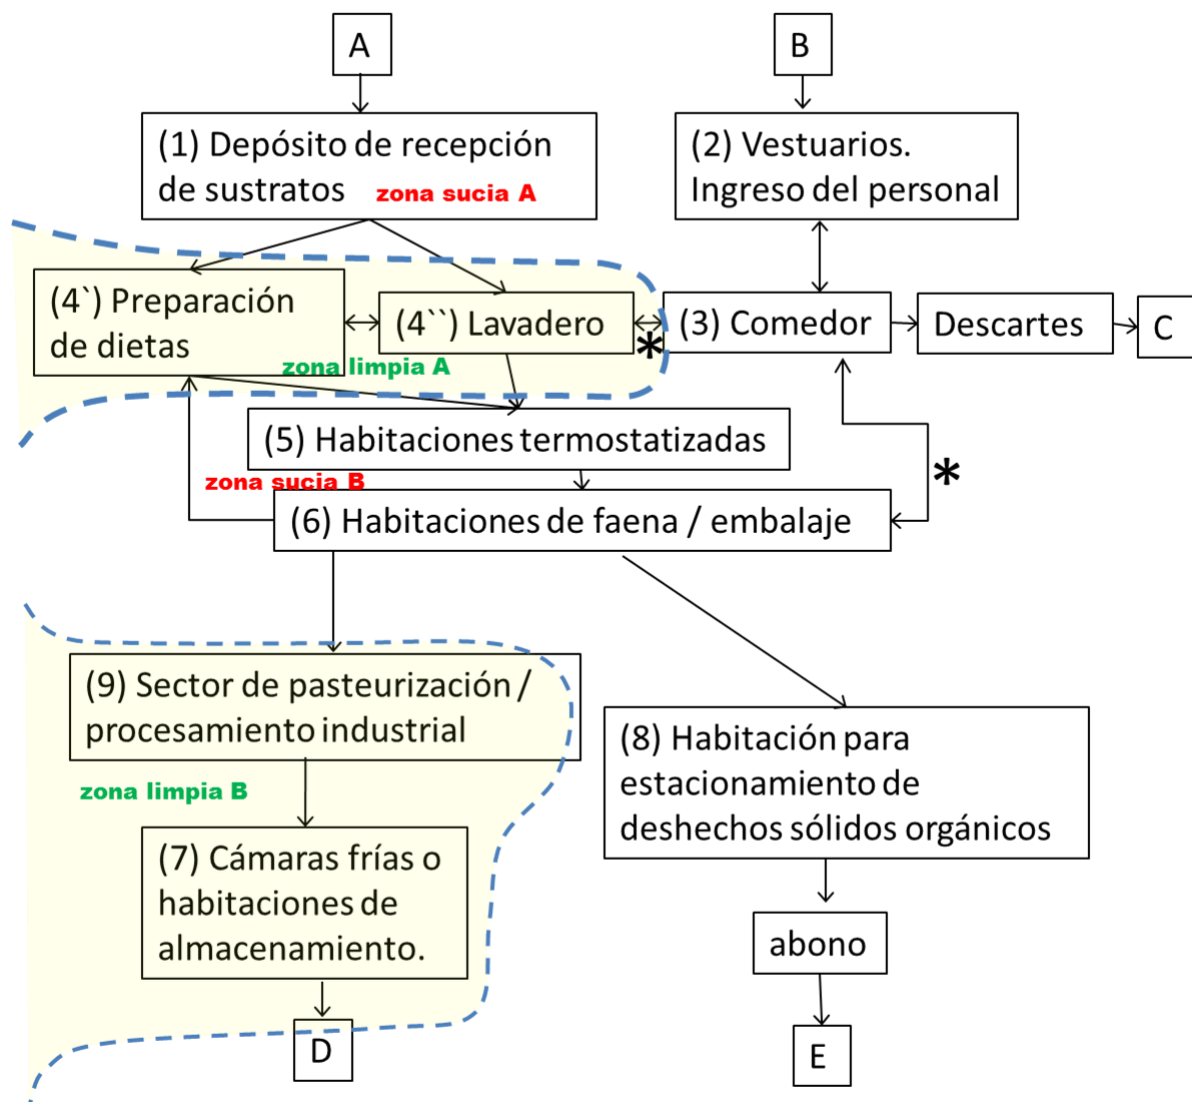 A
B
(1) Depósito de recepción
de sustratos
zona sucia A
(2) Vestuarios.
Ingreso del personal
(4`) Preparación
de dietas
(4``) Lavadero
*
(3) Comedor
Descartes
C
zona limpia A
(5) Habitaciones termostatizadas
zona sucia B
*
(6) Habitaciones de faena / embalaje
(9) Sector de pasteurización /
procesamiento industrial
(8) Habitación para
estacionamiento de
deshechos sólidos orgánicos
zona limpia B
(7) Cámaras frías o
habitaciones de
almacenamiento.
abono
D
E